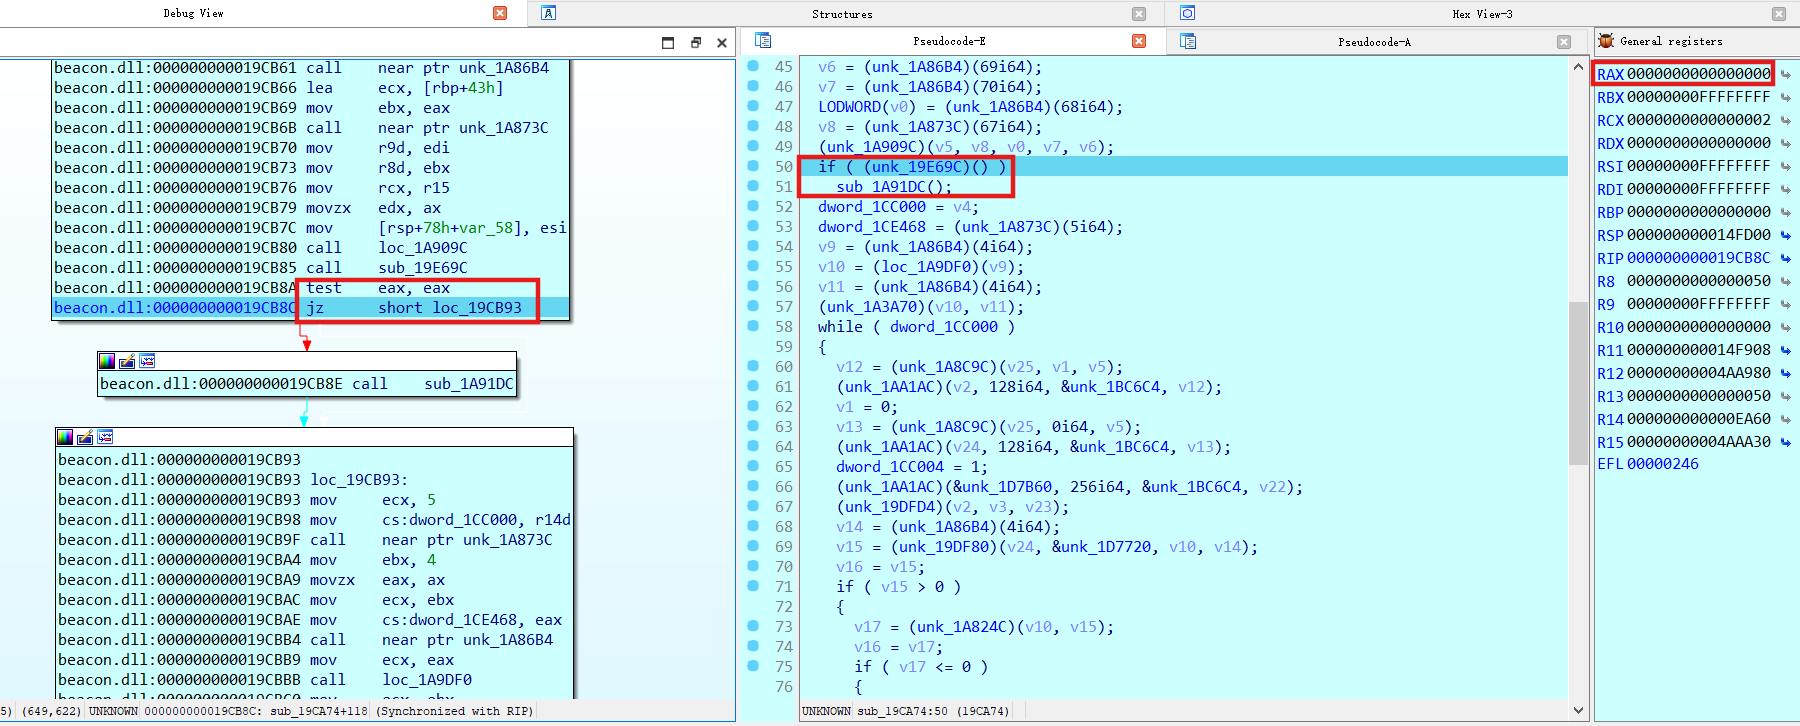 Debug View
Structures
Hex View-3
Pseudocode-E
Pseudocode-A
General registers
beacon.dll:000000000019CB61 call near ptr unk_1A86B4
beacon.dll:000000000019CB66 lea ecx, [rbp+43h]
beacon.dll:000000000019CB69 mov ebx, eax
beacon.dll:000000000019CB6B call near ptr unk_1A873C
beacon.dll:000000000019CB70 mov r9d, edi
beacon.dll:000000000019CB73 mov r8d, ebx
beacon.dll:000000000019CB76 mov rcx, r15
beacon.dll:000000000019CB79 movzx edx, ax
beacon.dll:000000000019CB7C mov [rsp+78h+var_58], esi
beacon.dll:000000000019CB80 call loc_1A909C
beacon.dll:000000000019CB85 call sub_19E69C
beacon.dll:000000000019CB8A test eax, eax
beacon.dll:000000000019CB8C jz short loc_19CB93
beacon.dll:000000000019CB8E call sub_1A91DC
beacon.dll:000000000019CB93
beacon.dll:000000000019CB93 loc_19CB93:
beacon.dll:000000000019CB93 mov ecx, 5
beacon.dll:000000000019CB98 mov cs:dword_1CC000, r14d
beacon.dll:000000000019CB9F call near ptr unk_1A873C
beacon.dll:000000000019CBA4 mov ebx, 4
beacon.dll:000000000019CBA9 movzx eax, ax
beacon.dll:000000000019CBAC mov ecx, ebx
beacon.dll:000000000019CBAE mov cs:dword_1CE468, eax
beacon.dll:000000000019CBB4 call near ptr unk_1A86B4
beacon.dll:000000000019CBB9 mov ecx, eax
beacon.dll:000000000019CBBB call loc_1A9DF0
beacon.dll:000000000019CBC0 mov ecx, ebx
5) (649,622) UNKNOWN 000000000019CB8C: sub_19CA74+118 (Synchronized with RIP)
45 v6 = (unk_1A86B4)(69i64);
46 v7 = (unk_1A86B4)(70i64);
47 LODWORD(v0) = (unk_1A86B4)(68i64);
48 v8 = (unk_1A873C)(67i64);
49 (unk_1A909C)(v5, v8, v0, v7, v6);
50 if ( (unk_19E69C)() )
51 sub_1A91DC();
52 dword_1CC000 = v4;
53 dword_1CE468 = (unk_1A873C)(5i64);
54 v9 = (unk_1A86B4)(4i64);
55 v10 = (loc_1A9DF0)(v9);
56 v11 = (unk_1A86B4)(4i64);
57 (unk_1A3A70)(v10, v11);
58 while ( dword_1CC000 )
59 {
60 v12 = (unk_1A8C9C)(v25, v1, v5);
61 (unk_1AA1AC)(v2, 128i64, &unk_1BC6C4, v12);
62 v1 = 0;
63 v13 = (unk_1A8C9C)(v25, 0i64, v5);
64 (unk_1AA1AC)(v24, 128i64, &unk_1BC6C4, v13);
65 dword_1CC004 = 1;
66 (unk_1AA1AC)(&unk_1D7B60, 256i64, &unk_1BC6C4, v22);
67 (unk_19DFD4)(v2, v3, v23);
68 v14 = (unk_1A86B4)(4i64);
69 v15 = (unk_19DF80)(v24, &unk_1D7720, v10, v14);
70 v16 = v15;
71 if ( v15 > 0 )
72 {
73 v17 = (unk_1A824C)(v10, v15);
74 v16 = v17;
75 if ( v17 <= 0 )
76 {
UNKNOWN sub_19CA74:50 (19CA74)
RAX 0000000000000000
RBX 00000000FFFFFFFF
RCX 0000000000000002
RDX 0000000000000000
RSI 00000000FFFFFFFF
RDI 00000000FFFFFFFF
RBP 0000000000000000
RSP 000000000014FD00
RIP 000000000019CB8C
R8 0000000000000050
R9 00000000FFFFFFFF
R10 0000000000000000
R11 000000000014F908
R12 00000000004AA980
R13 0000000000000050
R14 000000000000EA60
R15 00000000004AAA30
EFL 00000246